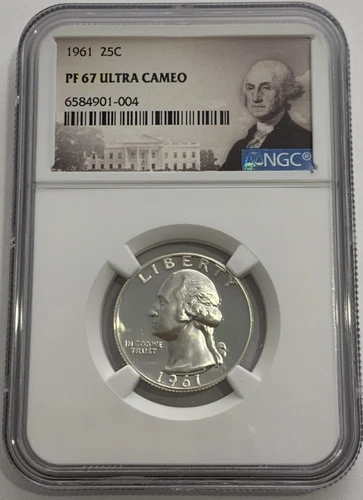 1961 25C
PF 67 ULTRA CAMEO
6584901-004
NGC®
LIBERTY
IN GOD WE
TRUST
1961